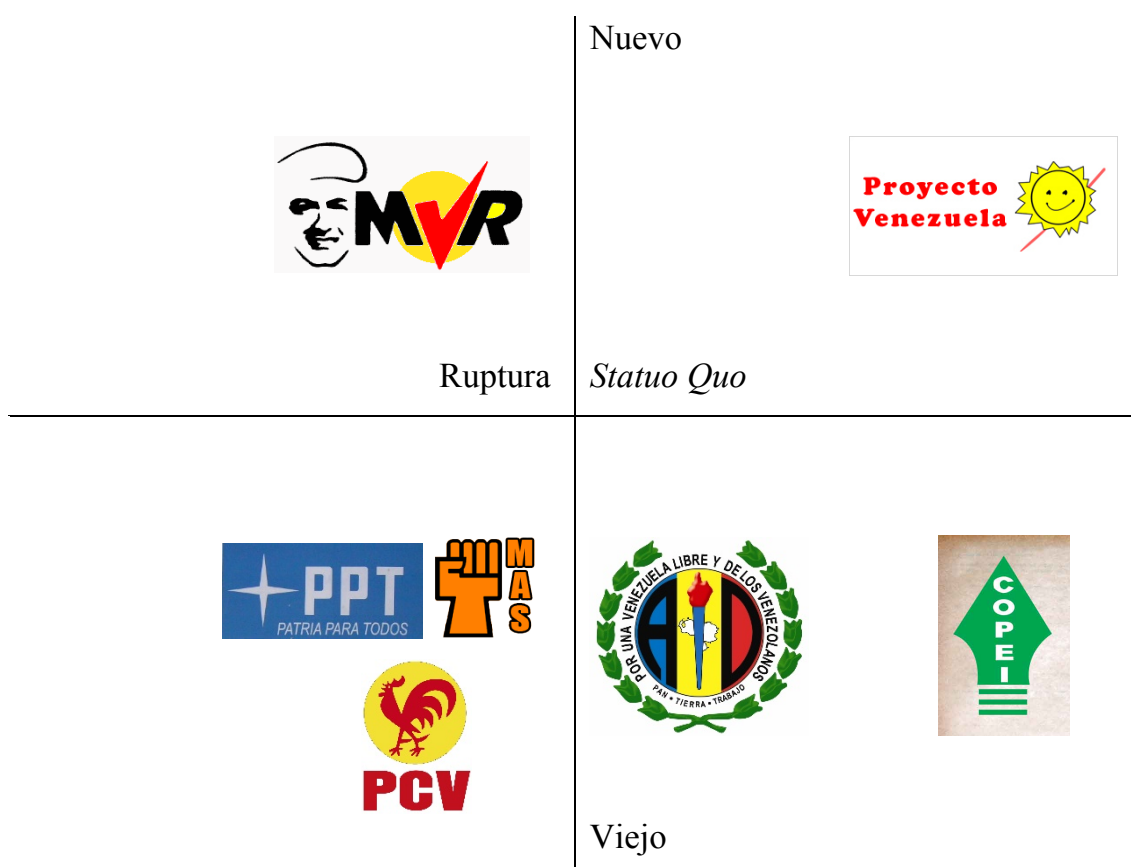 Nuevo
MVR
Proyecto
Venezuela
Ruptura
Statuo Quo
PPT
PATRIA PARA TODOS
MAS
PCV
POR UNA VENEZUELA LIBRE Y DE LOS VENEZOLANOS
AD
PAN • TIERRA • TRABAJO
COPEI
Viejo